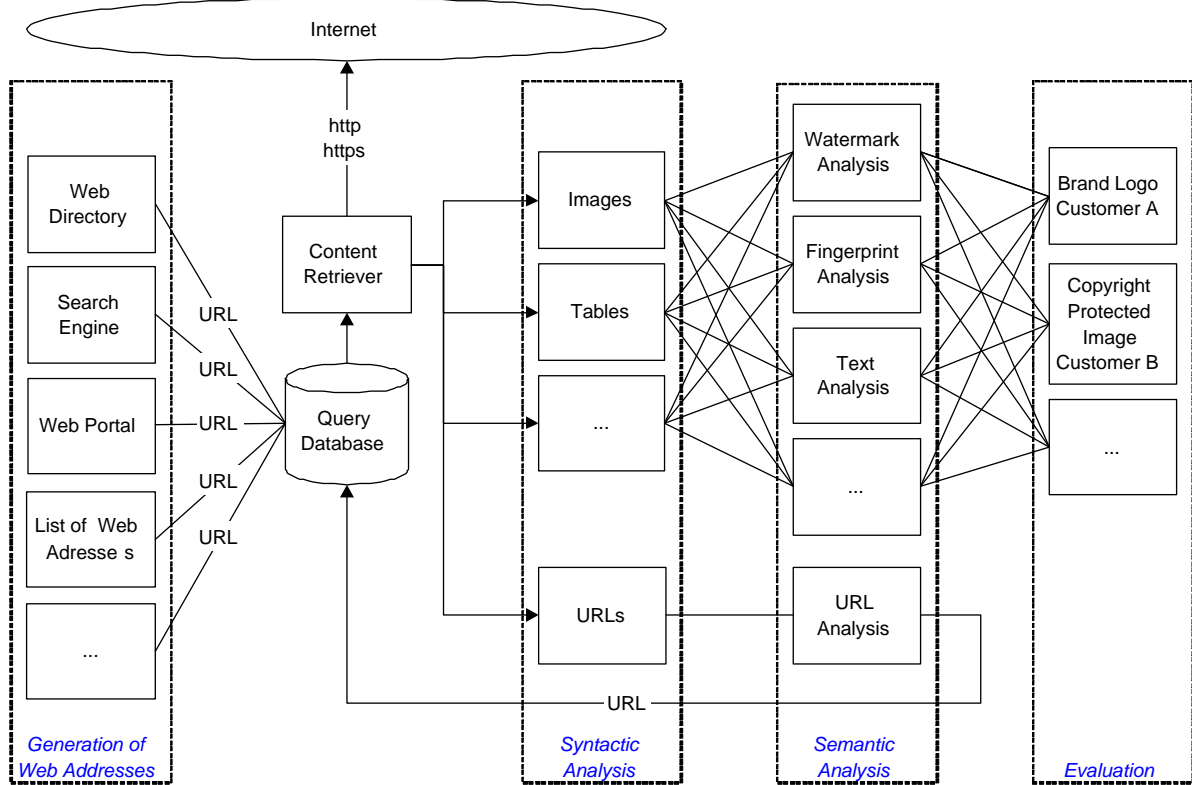 Internet
http
https
Web
Directory
Search
Engine
Web Portal
List of Web
Adresse s
...
Generation of
Web Addresses
URL
URL
URL
URL
URL
Content
Retriever
Query
Database
Images
Tables
...
URLs
Syntactic
Analysis
Watermark
Analysis
Fingerprint
Analysis
Text
Analysis
...
URL
Analysis
URL
Semantic
Analysis
Brand Logo
Customer A
Copyright
Protected
Image
Customer B
...
Evaluation